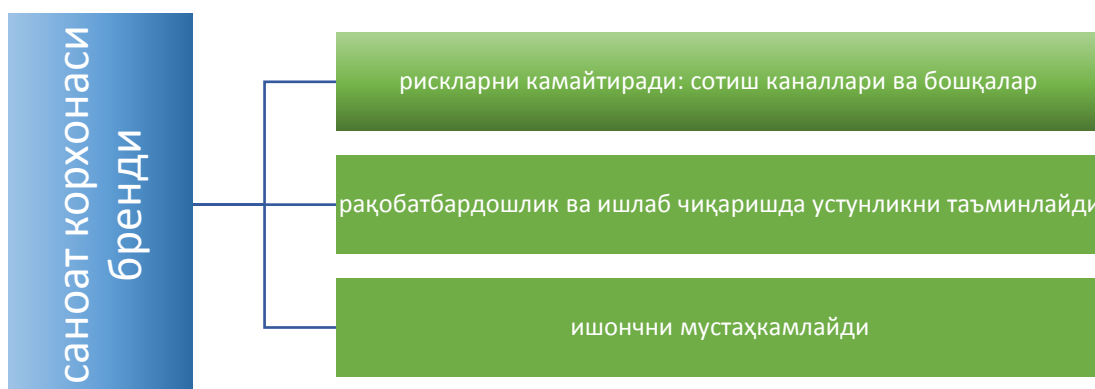 саноат корхонаси
бренди
рискларни камайтиради: сотиш каналлари ва бошқалар
рақобатбардошлик ва ишлаб чиқаришда устунликни таъминлайди
ишончни мустаҳкамлайди